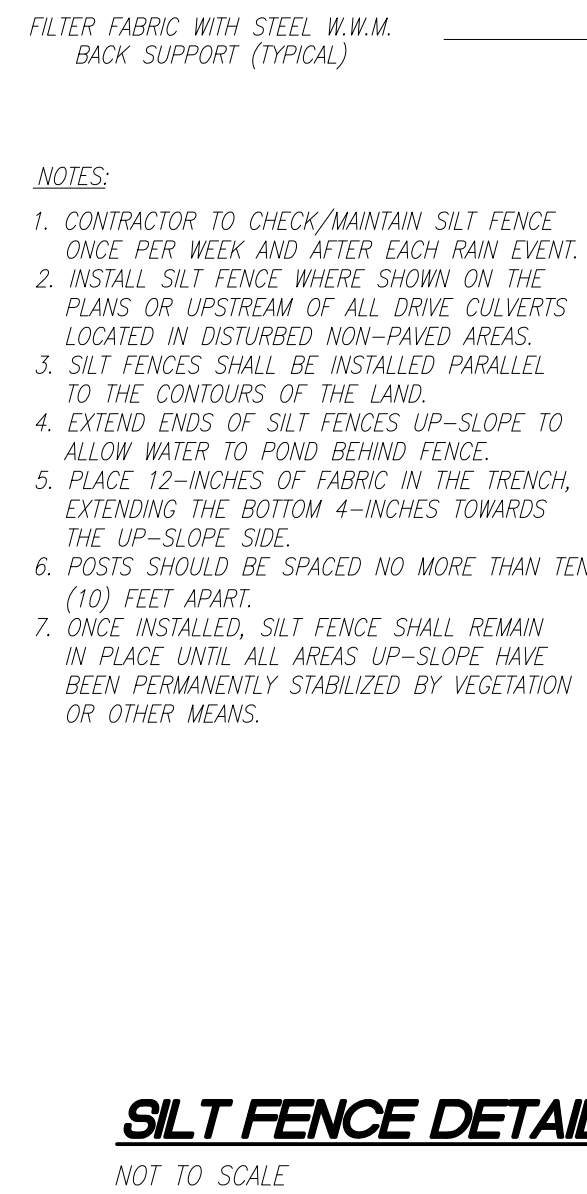 FILTER FABRIC WITH STEEL W.W.M.
BACK SUPPORT (TYPICAL)
NOTES:
1. CONTRACTOR TO CHECK/MAINTAIN SILT FENCE
ONCE PER WEEK AND AFTER EACH RAIN EVENT.
2. INSTALL SILT FENCE WHERE SHOWN ON THE
PLANS OR UPSTREAM OF ALL DRIVE CULVERTS
LOCATED IN DISTURBED NON-PAVED AREAS.
3. SILT FENCES SHALL BE INSTALLED PARALLEL
TO THE CONTOURS OF THE LAND.
4. EXTEND ENDS OF SILT FENCES UP-SLOPE TO
ALLOW WATER TO POND BEHIND FENCE.
5. PLACE 12-INCHES OF FABRIC IN THE TRENCH,
EXTENDING THE BOTTOM 4-INCHES TOWARDS
THE UP-SLOPE SIDE.
6. POSTS SHOULD BE SPACED NO MORE THAN TEN
(10) FEET APART.
7. ONCE INSTALLED, SILT FENCE SHALL REMAIN
IN PLACE UNTIL ALL AREAS UP-SLOPE HAVE
BEEN PERMANENTLY STABILIZED BY VEGETATION
OR OTHER MEANS.
SILT FENCE DETAIL
NOT TO SCALE